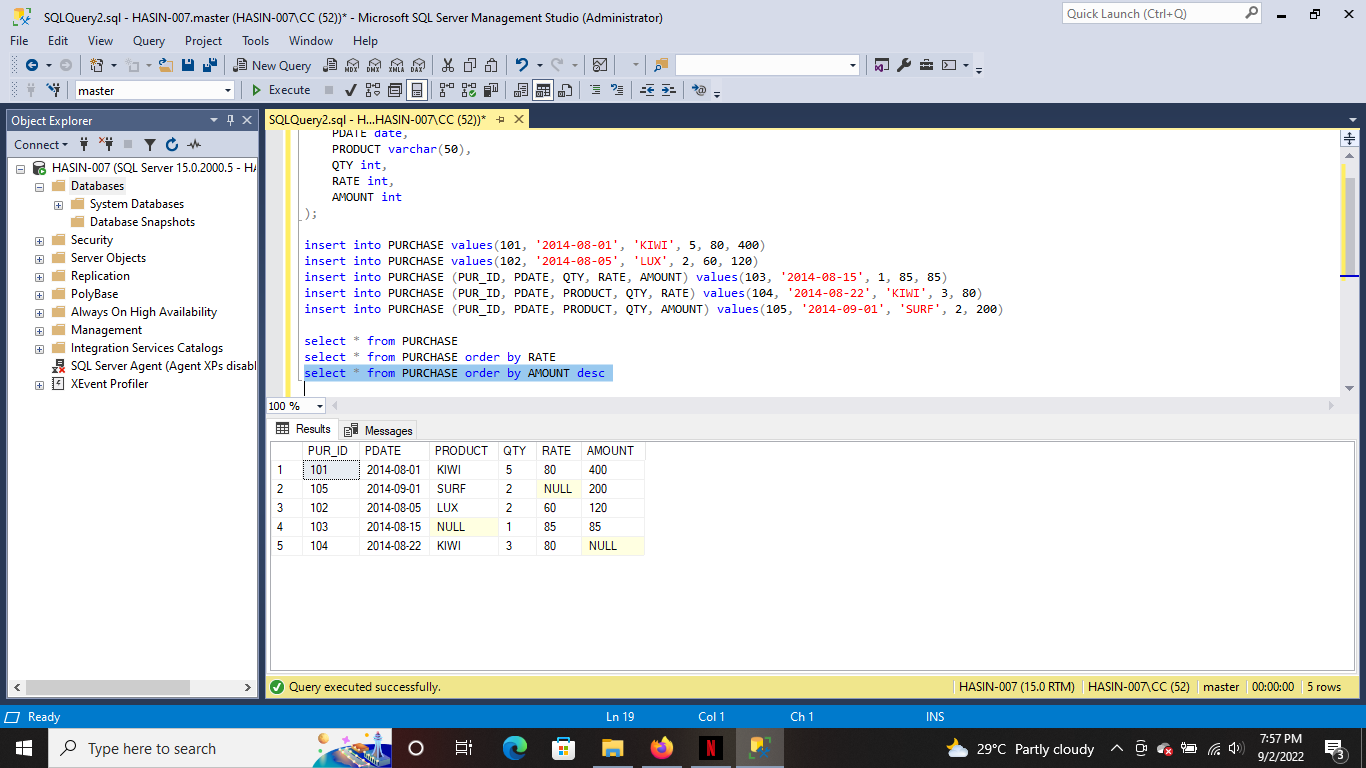 SQLQuery2.sql - HASIN-007.master (HASIN-007\CC (52))* - Microsoft SQL Server Management Studio (Administrator)
Quick Launch (Ctrl+Q)
File Edit View Query Project Tools Window Help
New Query MDX DMX XMLA DAX
master Execute
Object Explorer
SQLQuery2.sql - H...HASIN-007\CC (52))*
Connect
HASIN-007 (SQL Server 15.0.2000.5 - HA
Databases
System Databases
Database Snapshots
Security
Server Objects
Replication
PolyBase
Always On High Availability
Management
Integration Services Catalogs
SQL Server Agent (Agent XPs disabl
XEvent Profiler
PDATE date,
PRODUCT varchar(50),
QTY int,
RATE int,
AMOUNT int
);
insert into PURCHASE values(101, '2014-08-01', 'KIWI', 5, 80, 400)
insert into PURCHASE values(102, '2014-08-05', 'LUX', 2, 60, 120)
insert into PURCHASE (PUR_ID, PDATE, QTY, RATE, AMOUNT) values(103, '2014-08-15', 1, 85, 85)
insert into PURCHASE (PUR_ID, PDATE, PRODUCT, QTY, RATE) values(104, '2014-08-22', 'KIWI', 3, 80)
insert into PURCHASE (PUR_ID, PDATE, PRODUCT, QTY, AMOUNT) values(105, '2014-09-01', 'SURF', 2, 200)
select * from PURCHASE
select * from PURCHASE order by RATE
select * from PURCHASE order by AMOUNT desc
100 %
Results Messages
PUR_ID PDATE PRODUCT QTY RATE AMOUNT
1 101 2014-08-01 KIWI 5 80 400
2 105 2014-09-01 SURF 2 NULL 200
3 102 2014-08-05 LUX 2 60 120
4 103 2014-08-15 NULL 1 85 85
5 104 2014-08-22 KIWI 3 80 NULL
Query executed successfully. HASIN-007 (15.0 RTM) HASIN-007\CC (52) master 00:00:00 5 rows
Ready Ln 19 Col 1 Ch 1 INS
Type here to search N 29°C Partly cloudy 7:57 PM
9/2/2022 3